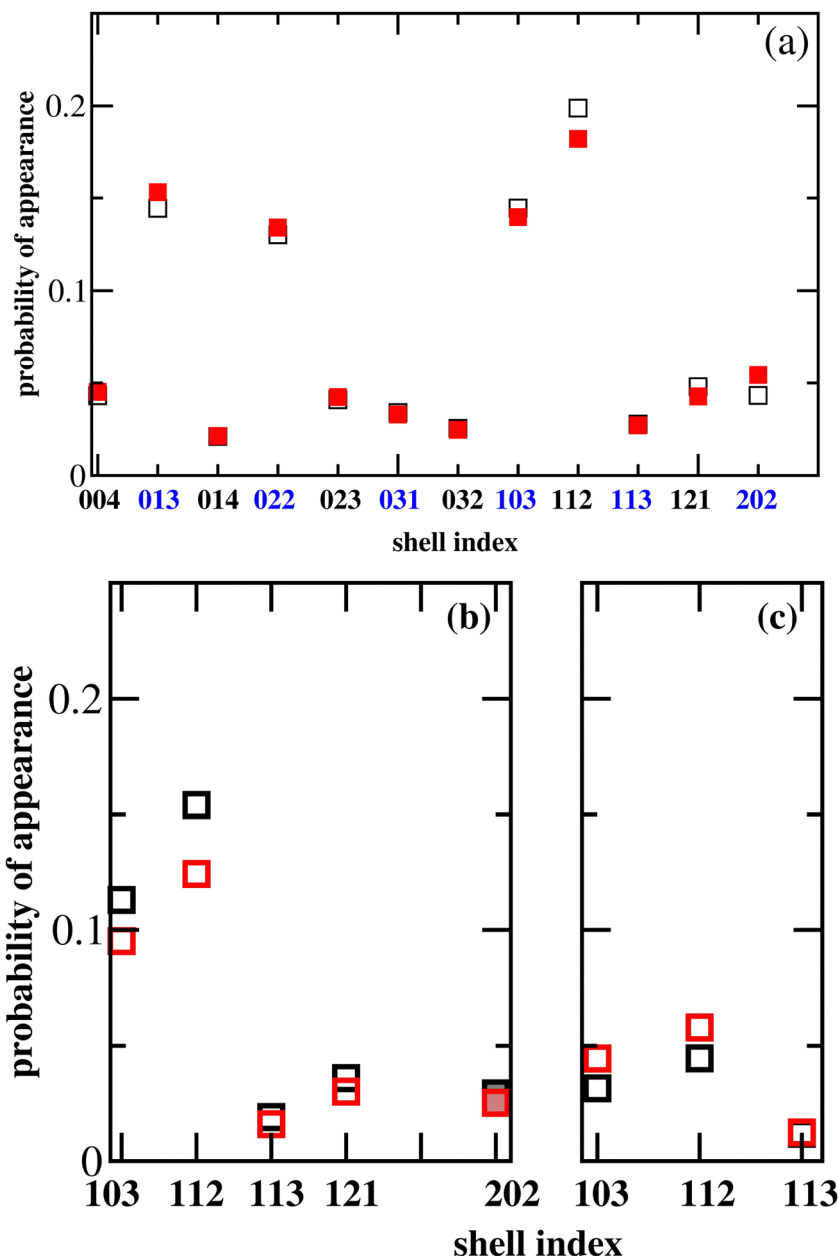 (a)
probability of appearance
0.2
0.1
0
004 013 014 022 023 031 032 103 112 113 121 202
shell index
(b) (c)
probability of appearance
0.2
0.1
0
103 112 113 121 202 103 112 113
shell index